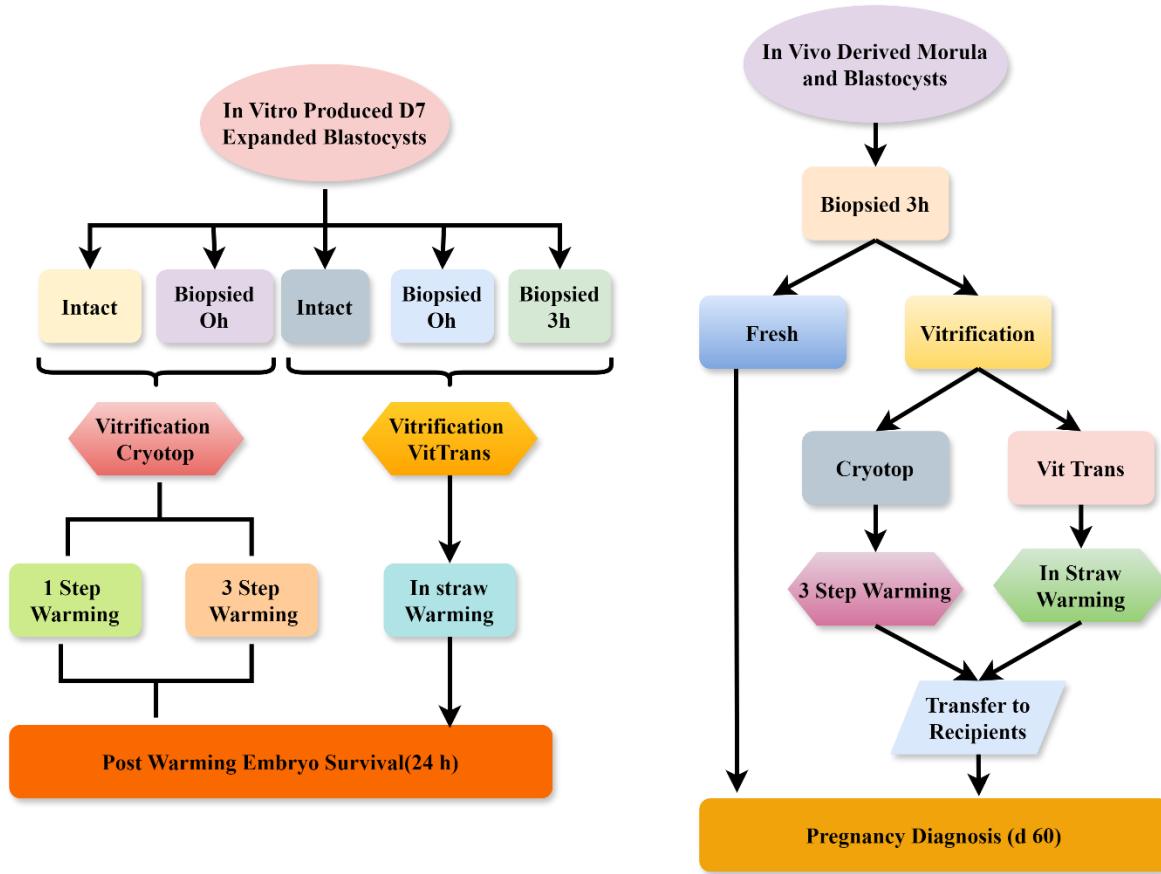 In Vitro Produced D7
Expanded Blastocysts
Intact
Biopsied
Oh
Intact
Biopsied
Oh
Biopsied
3h
Vitrification
Cryotop
Vitrification
VitTrans
1 Step
Warming
3 Step
Warming
In straw
Warming
Post Warming Embryo Survival(24 h)
In Vivo Derived Morula
and Blastocysts
Biopsied 3h
Fresh
Vitrification
Cryotop
Vit Trans
3 Step Warming
In Straw
Warming
Transfer to
Recipients
Pregnancy Diagnosis (d 60)